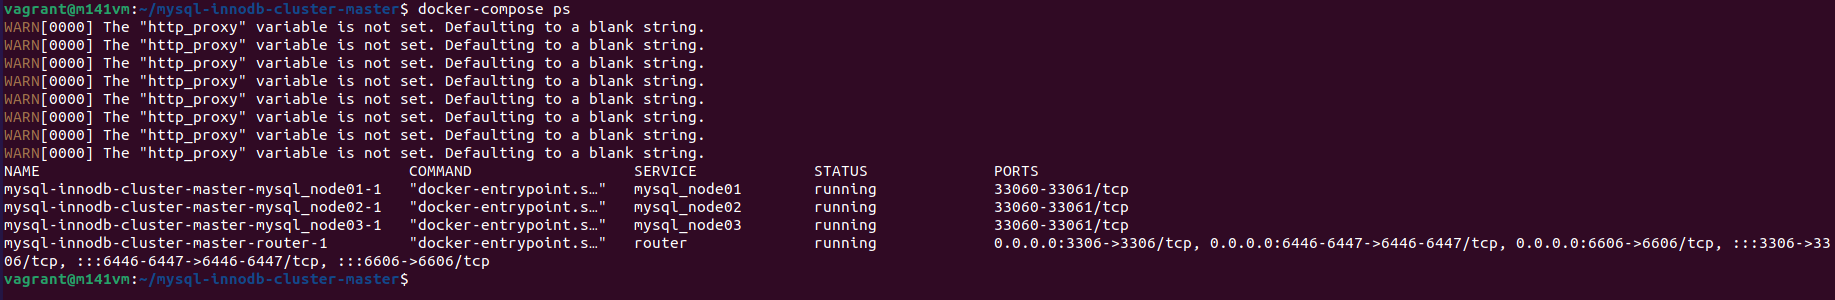 vagrant@m141vm:~/mysql-innodb-cluster-master$ docker-compose ps
WARN[0000] The "http_proxy" variable is not set. Defaulting to a blank string.
WARN[0000] The "http_proxy" variable is not set. Defaulting to a blank string.
WARN[0000] The "http_proxy" variable is not set. Defaulting to a blank string.
WARN[0000] The "http_proxy" variable is not set. Defaulting to a blank string.
WARN[0000] The "http_proxy" variable is not set. Defaulting to a blank string.
WARN[0000] The "http_proxy" variable is not set. Defaulting to a blank string.
WARN[0000] The "http_proxy" variable is not set. Defaulting to a blank string.
WARN[0000] The "http_proxy" variable is not set. Defaulting to a blank string.
NAME                                         COMMAND                  SERVICE             STATUS              PORTS
mysql-innodb-cluster-master-mysql_node01-1   "docker-entrypoint.s…"   mysql_node01        running             33060-33061/tcp
mysql-innodb-cluster-master-mysql_node02-1   "docker-entrypoint.s…"   mysql_node02        running             33060-33061/tcp
mysql-innodb-cluster-master-mysql_node03-1   "docker-entrypoint.s…"   mysql_node03        running             33060-33061/tcp
mysql-innodb-cluster-master-router-1         "docker-entrypoint.s…"   router              running             0.0.0.0:3306->3306/tcp, 0.0.0.0:6446-6447->6446-6447/tcp, 0.0.0.0:6606->6606/tcp, :::3306->33
06/tcp, :::6446-6447->6446-6447/tcp, :::6606->6606/tcp
vagrant@m141vm:~/mysql-innodb-cluster-master$